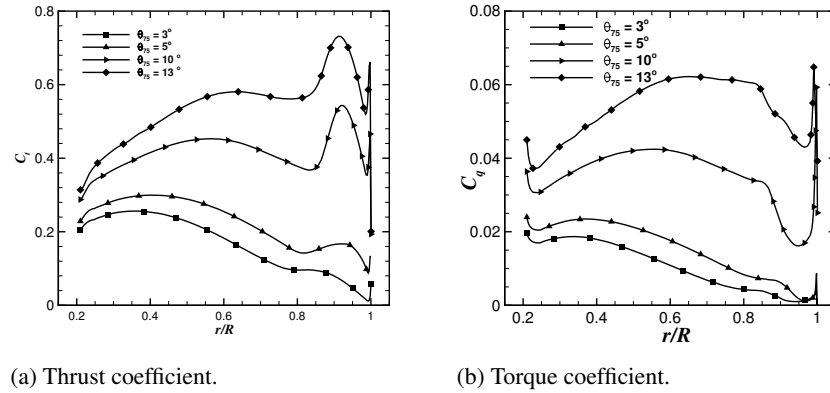 0.8
θ75 = 3°
θ75 = 5°
θ75 = 10 °
θ75 = 13 °
0.6
Ct
0.4
0.2
0
0.2 0.4 0.6 0.8 1
r/R
(a) Thrust coefficient.
0.08
θ75 = 3°
θ75 = 5°
θ75 = 10°
θ75 = 13°
0.06
Cq
0.04
0.02
0
0.2 0.4 0.6 0.8 1
r/R
(b) Torque coefficient.